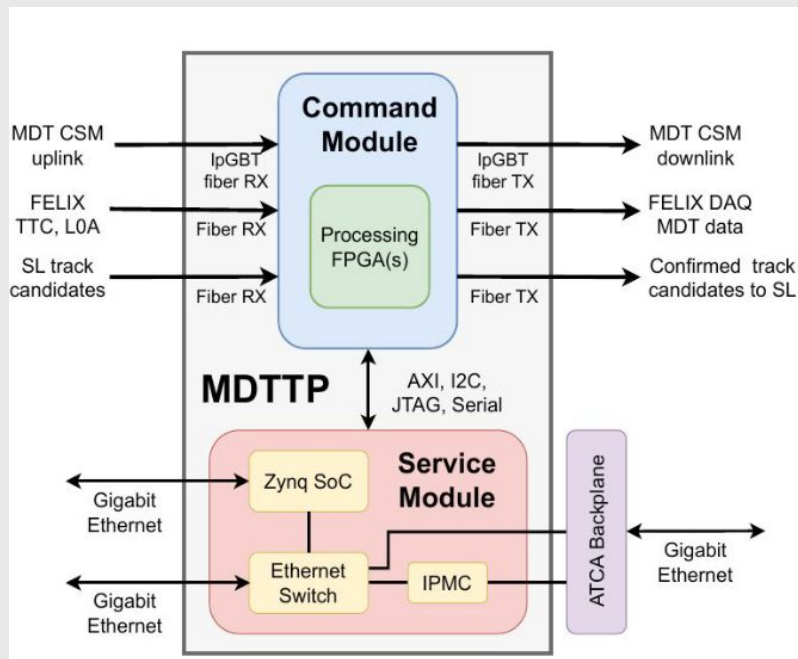 Command
Module
MDT CSM
uplink
lpGBT
fiber RX
lpGBT
fiber TX
MDT CSM
downlink
FELIX
TTC, L0A
Fiber RX
Processing
FPGA(s)
Fiber TX
FELIX DAQ
MDT data
SL track
candidates
Fiber RX
Fiber TX
Confirmed track
candidates to SL
MDTTP
AXI, I2C,
JTAG, Serial
Service
Module
Zynq SoC
Gigabit
Ethernet
Ethernet
Switch
IPMC
Gigabit
Ethernet
ATCA Backplane
Gigabit
Ethernet